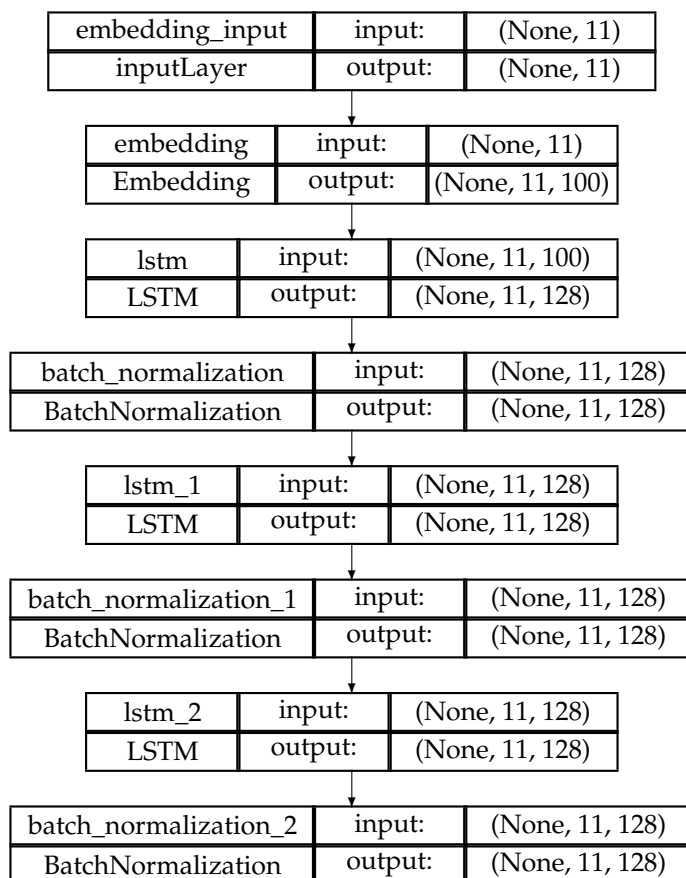 embedding_input input: (None, 11)
inputLayer output: (None, 11)
embedding input: (None, 11)
Embedding output: (None, 11, 100)
lstm input: (None, 11, 100)
LSTM output: (None, 11, 128)
batch_normalization input: (None, 11, 128)
BatchNormalization output: (None, 11, 128)
lstm_1 input: (None, 11, 128)
LSTM output: (None, 11, 128)
batch_normalization_1 input: (None, 11, 128)
BatchNormalization output: (None, 11, 128)
lstm_2 input: (None, 11, 128)
LSTM output: (None, 11, 128)
batch_normalization_2 input: (None, 11, 128)
BatchNormalization output: (None, 11, 128)